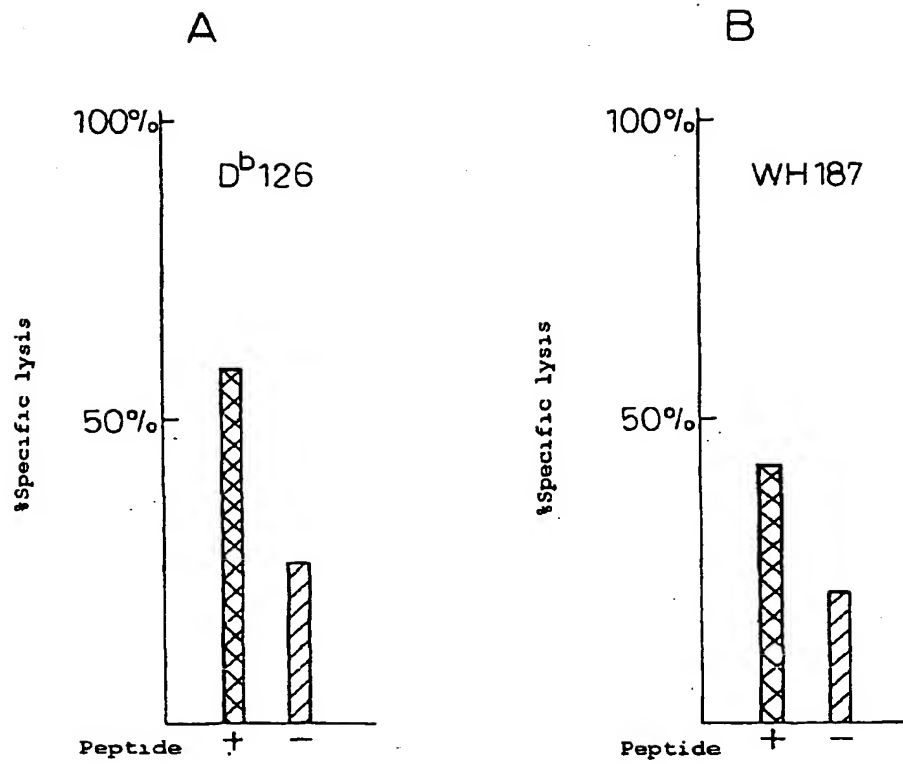 A
100%
D^b126
50%
%Specific lysis
Peptide + −
B
100%
WH187
50%
%Specific lysis
Peptide + −